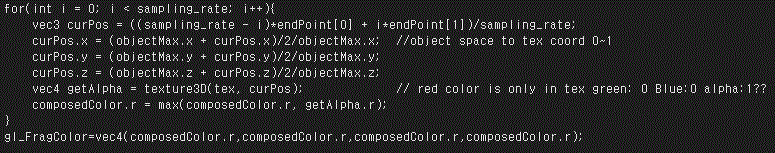 for(int i = 0; i < sampling_rate; i++){
vec3 curPos = ((sampling_rate - i)*endPoint[0] + i*endPoint[1])/sampling_rate;
curPos.x = (objectMax.x + curPos.x)/2/objectMax.x; //object space to tex coord 0~1
curPos.y = (objectMax.y + curPos.y)/2/objectMax.y;
curPos.z = (objectMax.z + curPos.z)/2/objectMax.z;
vec4 getAlpha = texture3D(tex, curPos); // red color is only in tex green: 0 Blue:0 alpha:1??
composedColor.r = max(composedColor.r, getAlpha.r);
}
gl_FragColor=vec4(composedColor.r,composedColor.r,composedColor.r,composedColor.r);